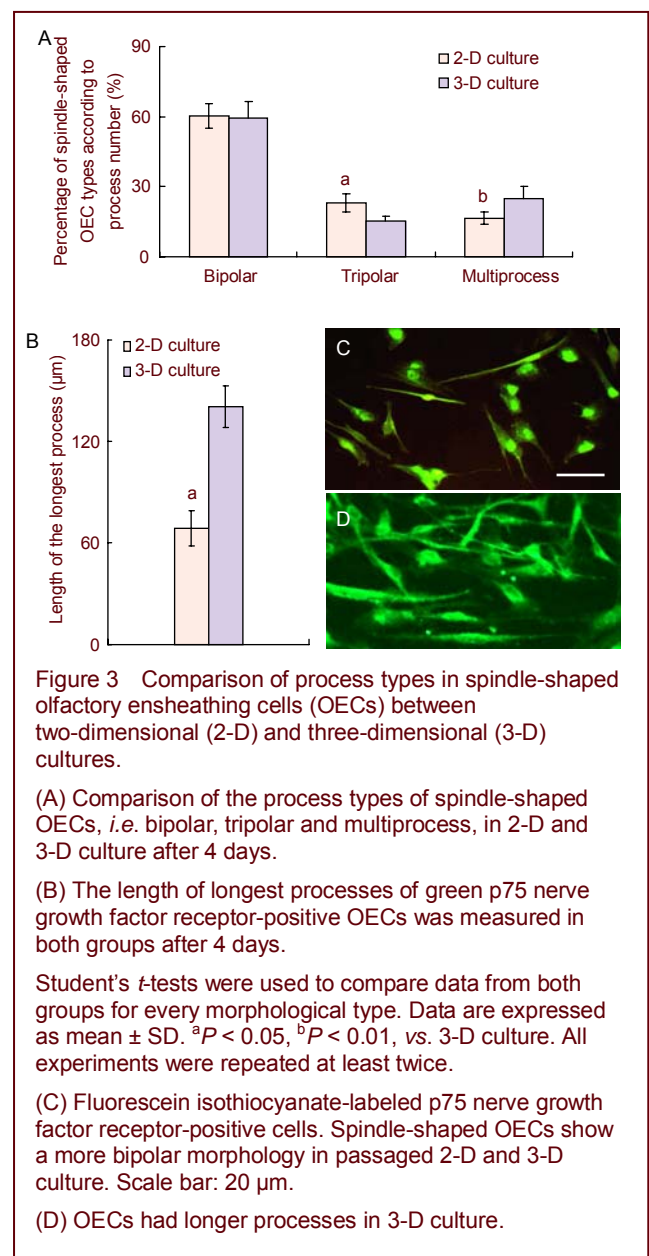 A
Percentage of spindle-shaped
OEC types according to
process number (%)
90
60
30
0
2-D culture
3-D culture
a
b
Bipolar
Tripolar
Multiprocess
B
Length of the longest process (µm)
180
120
60
0
2-D culture
3-D culture
a
C
D
Figure 3 Comparison of process types in spindle-shaped
olfactory ensheathing cells (OECs) between
two-dimensional (2-D) and three-dimensional (3-D)
cultures.
(A) Comparison of the process types of spindle-shaped
OECs, i.e. bipolar, tripolar and multiprocess, in 2-D and
3-D culture after 4 days.
(B) The length of longest processes of green p75 nerve
growth factor receptor-positive OECs was measured in
both groups after 4 days.
Student's t-tests were used to compare data from both
groups for every morphological type. Data are expressed
as mean ± SD. ᵃP < 0.05, ᵇP < 0.01, vs. 3-D culture. All
experiments were repeated at least twice.
(C) Fluorescein isothiocyanate-labeled p75 nerve growth
factor receptor-positive cells. Spindle-shaped OECs show
a more bipolar morphology in passaged 2-D and 3-D
culture. Scale bar: 20 µm.
(D) OECs had longer processes in 3-D culture.